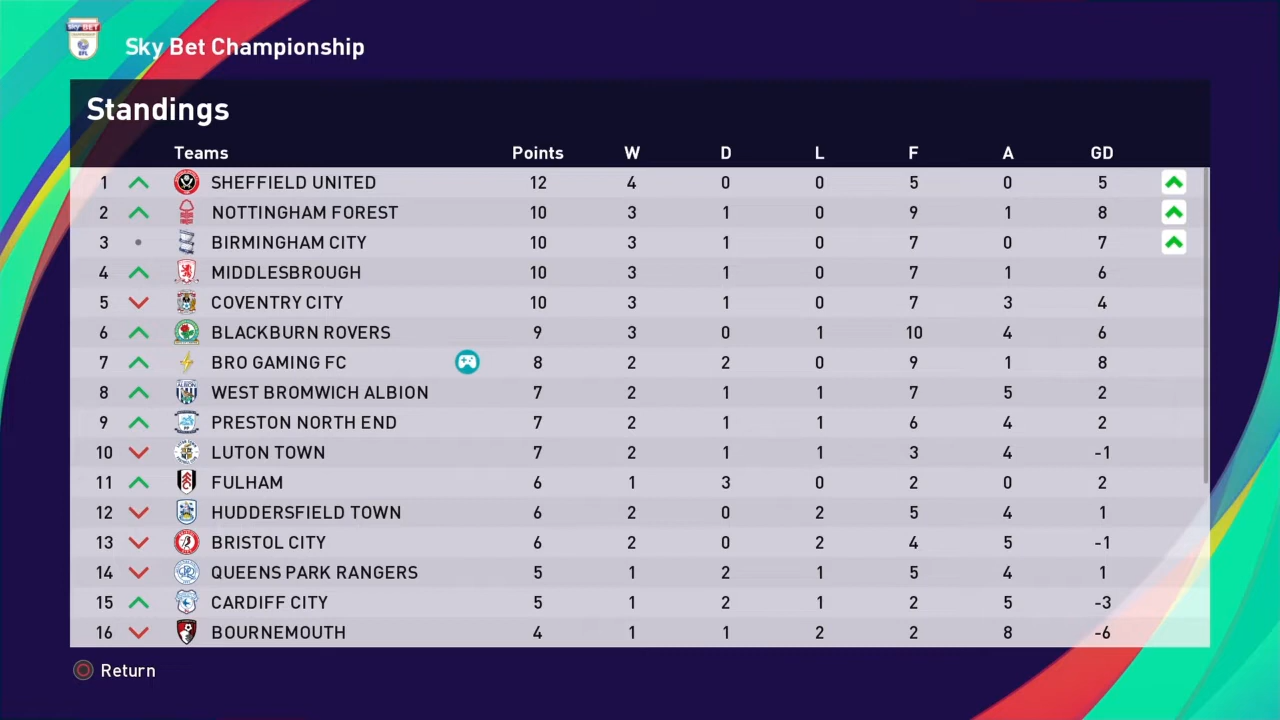 SKY BET
EFL
Sky Bet Championship
Standings
Teams Points W D L F A GD
1 SHEFFIELD UNITED 12 4 0 0 5 0 5
2 NOTTINGHAM FOREST 10 3 1 0 9 1 8
3 BIRMINGHAM CITY 10 3 1 0 7 0 7
4 MIDDLESBROUGH 10 3 1 0 7 1 6
5 COVENTRY CITY 10 3 1 0 7 3 4
6 BLACKBURN ROVERS 9 3 0 1 10 4 6
7 BRO GAMING FC 8 2 2 0 9 1 8
8 WEST BROMWICH ALBION 7 2 1 1 7 5 2
9 PRESTON NORTH END 7 2 1 1 6 4 2
10 LUTON TOWN 7 2 1 1 3 4 -1
11 FULHAM 6 1 3 0 2 0 2
12 HUDDERSFIELD TOWN 6 2 0 2 5 4 1
13 BRISTOL CITY 6 2 0 2 4 5 -1
14 QUEENS PARK RANGERS 5 1 2 1 5 4 1
15 CARDIFF CITY 5 1 2 1 2 5 -3
16 BOURNEMOUTH 4 1 1 2 2 8 -6
Return